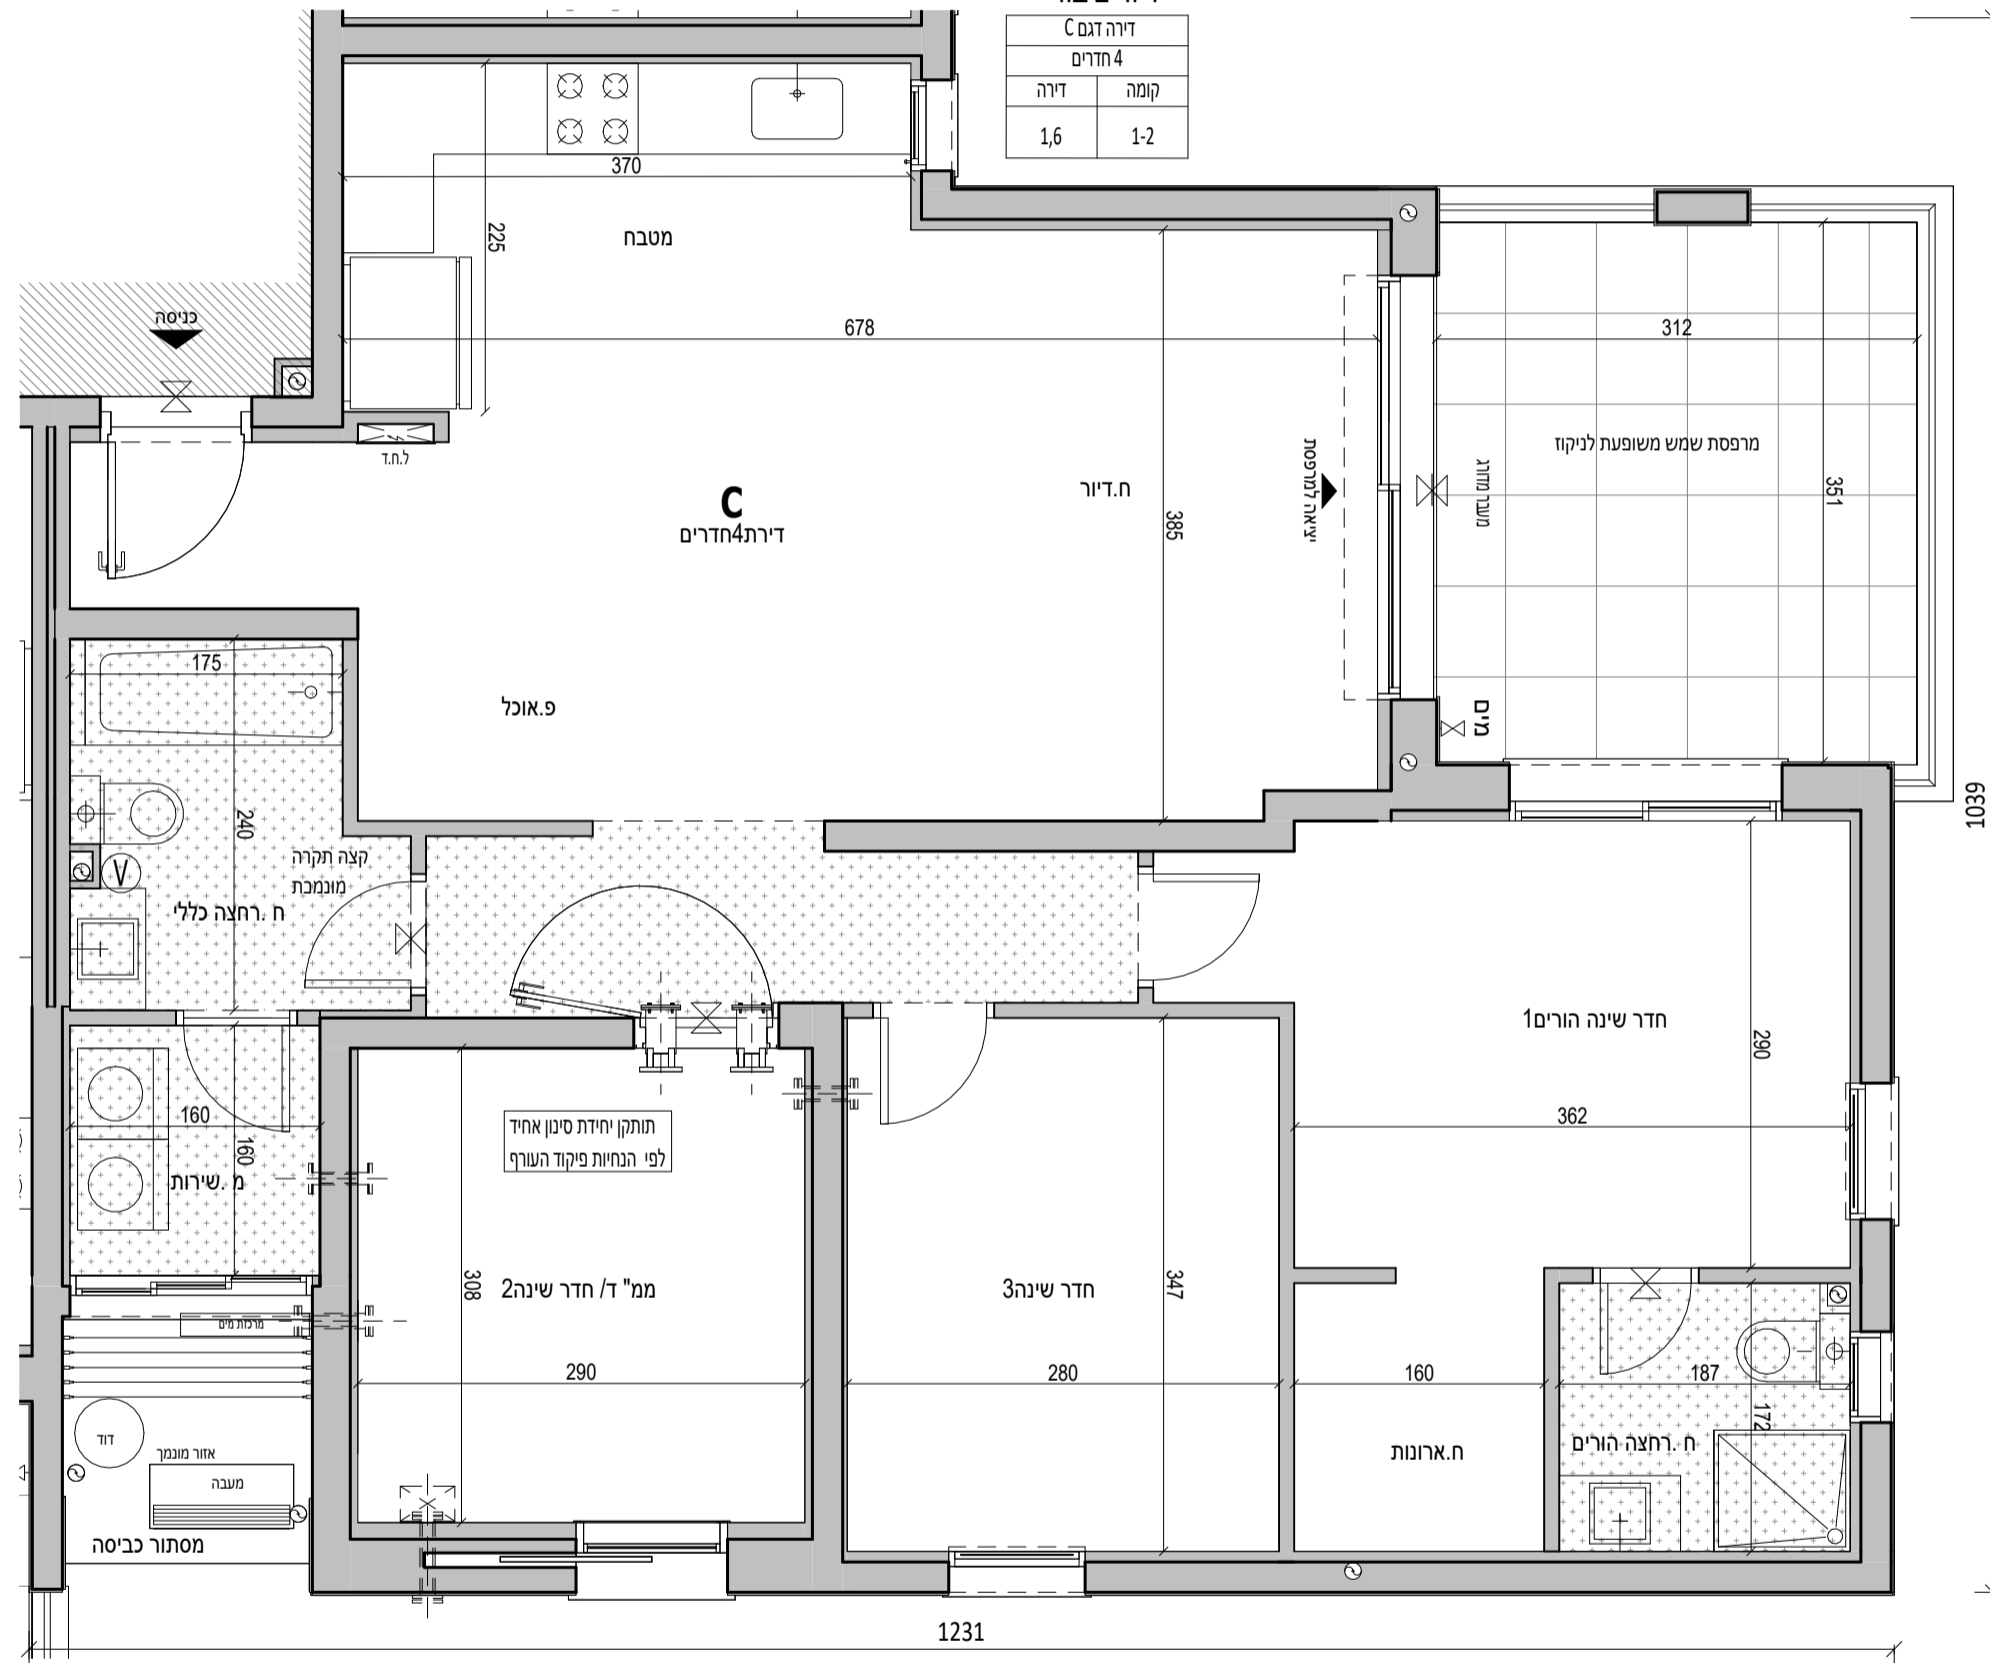 דירה דגם C
4 חדרים
קומה דירה
1-2 1,6
370
225
מטבח
כניסה
678
312
ל.ח.ד
C
דירת4חדרים
ח.דיור
385
יציאה למרפסת
מעבר מדורג
מרפסת שמש משופעת לניקוז
351
מים
175
פ.אוכל
240
קצה תקרה
מונמכת
V
ח .רחצה כללי
1039
חדר שינה הורים1
290
362
160
160
מ .שירות
תותקן יחידת סינון אחיד
לפי הנחיות פיקוד העורף
ממ" ד/ חדר שינה2
308
290
חדר שינה3
347
280
160
ח.ארונות
187
172
ח .רחצה הורים
מרכזת מים
דוד
אזור מונמך
מעבה
מסתור כביסה
1231